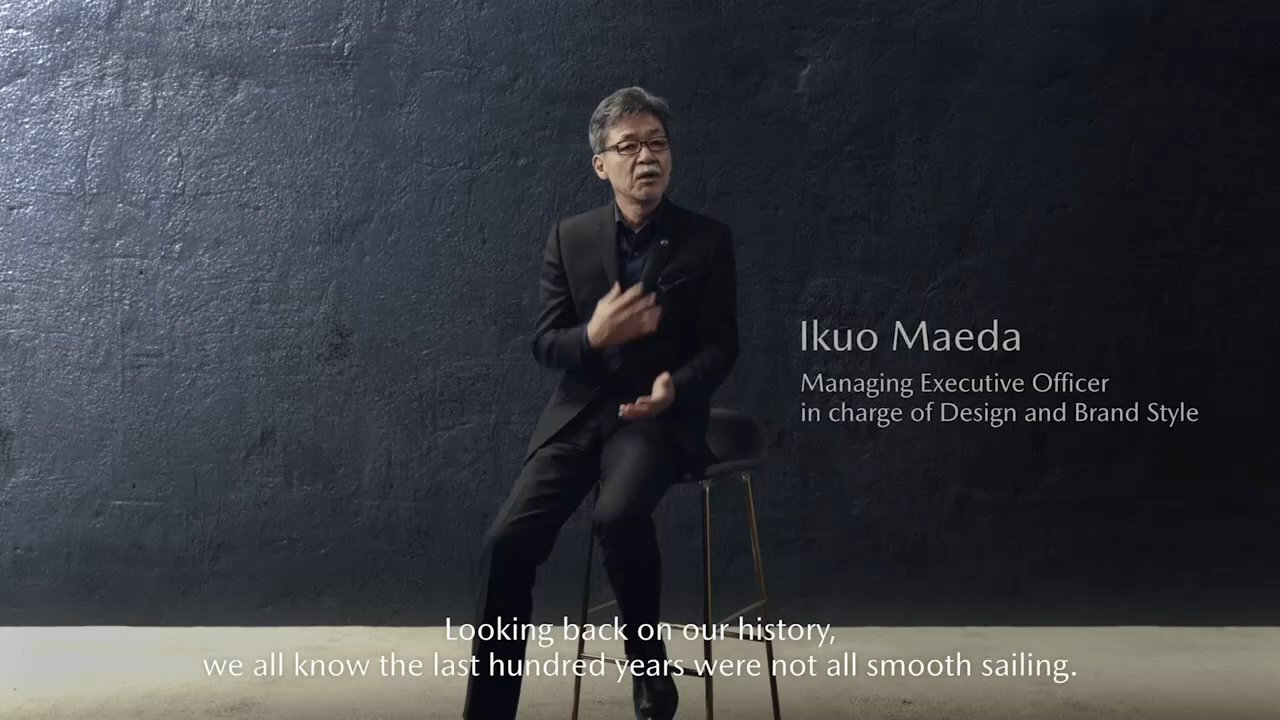 Ikuo Maeda
Managing Executive Officer
in charge of Design and Brand Style
Looking back on our history,
we all know the last hundred years were not all smooth sailing.